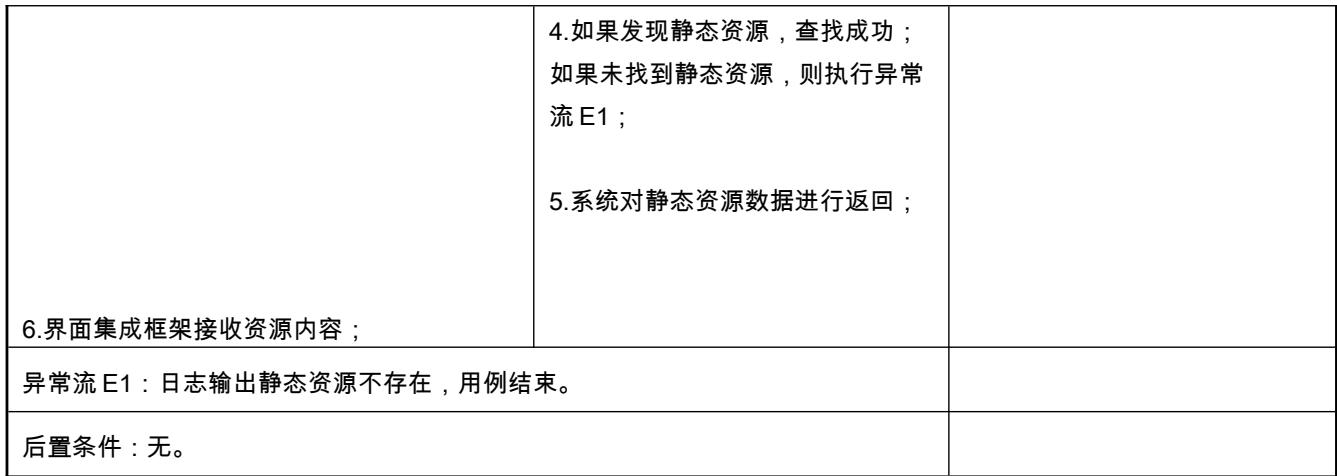 4.如果发现静态资源，查找成功；
如果未找到静态资源，则执行异常
流 E1；
5.系统对静态资源数据进行返回；
6.界面集成框架接收资源内容；
异常流 E1：日志输出静态资源不存在，用例结束。
后置条件：无。